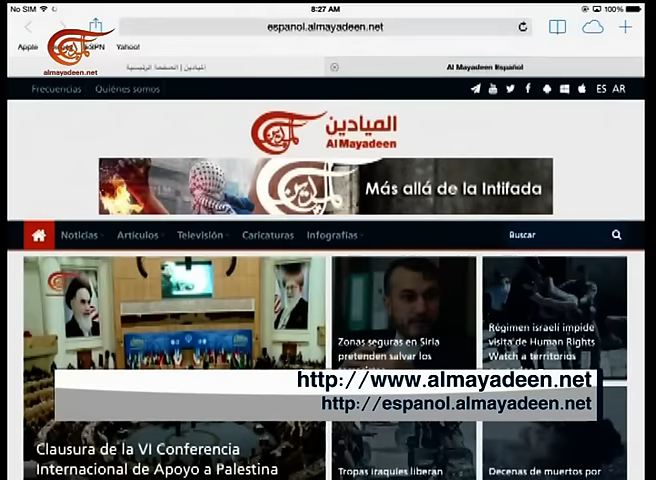 No SIM
8:27 AM
100%
espanol.almayadeen.net
Apple
Yahoo!
almayadeen.net
الميادين | الصفحة الرئيسية
Al Mayadeen Español
Frecuencias
Quiénes somos
ES AR
الميادين
Al Mayadeen
Más allá de la Intifada
Noticias
Artículos
Televisión
Caricaturas
Infografías
Buscar
Zonas seguras en Siria
pretenden salvar los
Régimen israelí impide
visita de Human Rights
Watch a territorios
http://www.almayadeen.net
http://espanol.almayadeen.net
Clausura de la VI Conferencia
Internacional de Apoyo a Palestina
Tropas iraquíes liberan
Decenas de muertos por